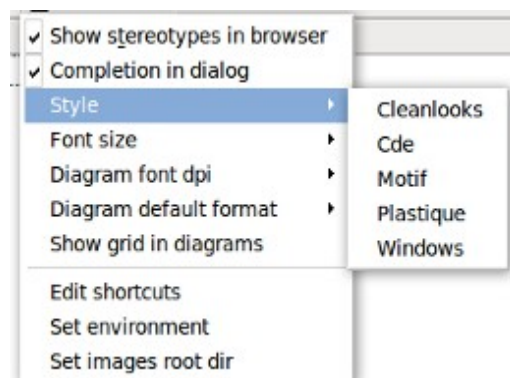 Show stereotypes in browser
Completion in dialog
Style
Font size
Diagram font dpi
Diagram default format
Show grid in diagrams
Edit shortcuts
Set environment
Set images root dir
Cleanlooks
Cde
Motif
Plastique
Windows